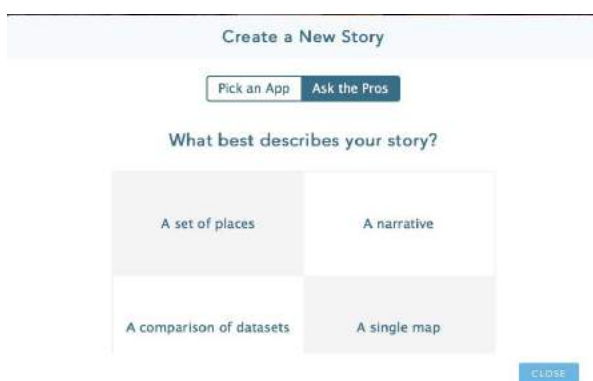 Create a New Story
Pick an App Ask the Pros
What best describes your story?
A set of places A narrative
A comparison of datasets A single map
CLOSE